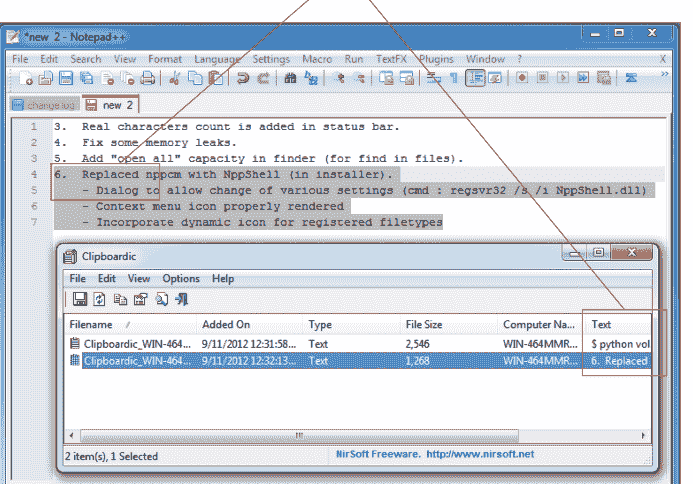 *new 2 - Notepad++
File Edit Search View Format Language Settings Macro Run TextFX Plugins Window ? X
change log new 2
1 3. Real characters count is added in status bar.
2 4. Fix some memory leaks.
3 5. Add "open all" capacity in finder (for find in files).
4 6. Replaced nppcm with NppShell (in installer).
5 - Dialog to allow change of various settings (cmd : regsvr32 /s /i NppShell.dll)
6 - Context menu icon properly rendered
7 - Incorporate dynamic icon for registered filetypes
Clipboardic
File Edit View Options Help
Filename / Added On Type File Size Computer Na... Text
Clipboardic_WIN-464... 9/11/2012 12:31:58... Text 2,546 WIN-464MMR... $ python vol
Clipboardic_WIN-464... 9/11/2012 12:32:13... Text 1,268 WIN-464MMR... 6. Replaced
2 item(s), 1 Selected NirSoft Freeware. http://www.nirsoft.net